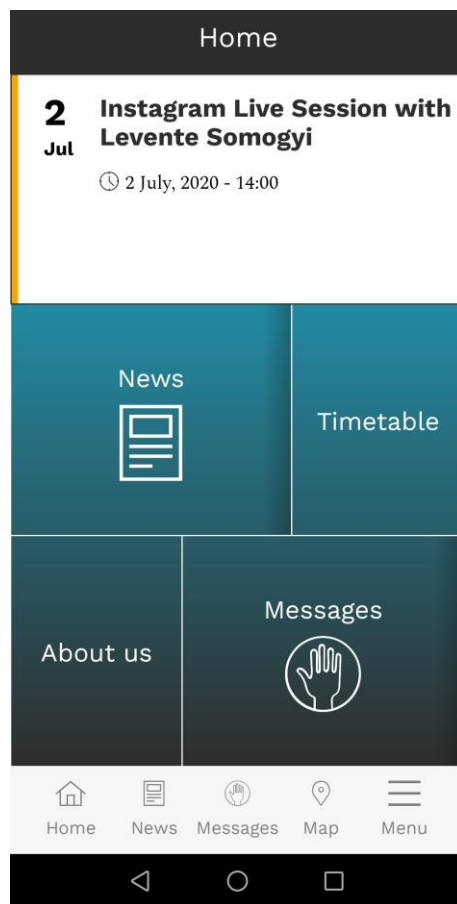 Home
2
Jul
Instagram Live Session with
Levente Somogyi
2 July, 2020 - 14:00
News
Timetable
About us
Messages
Home
News
Messages
Map
Menu